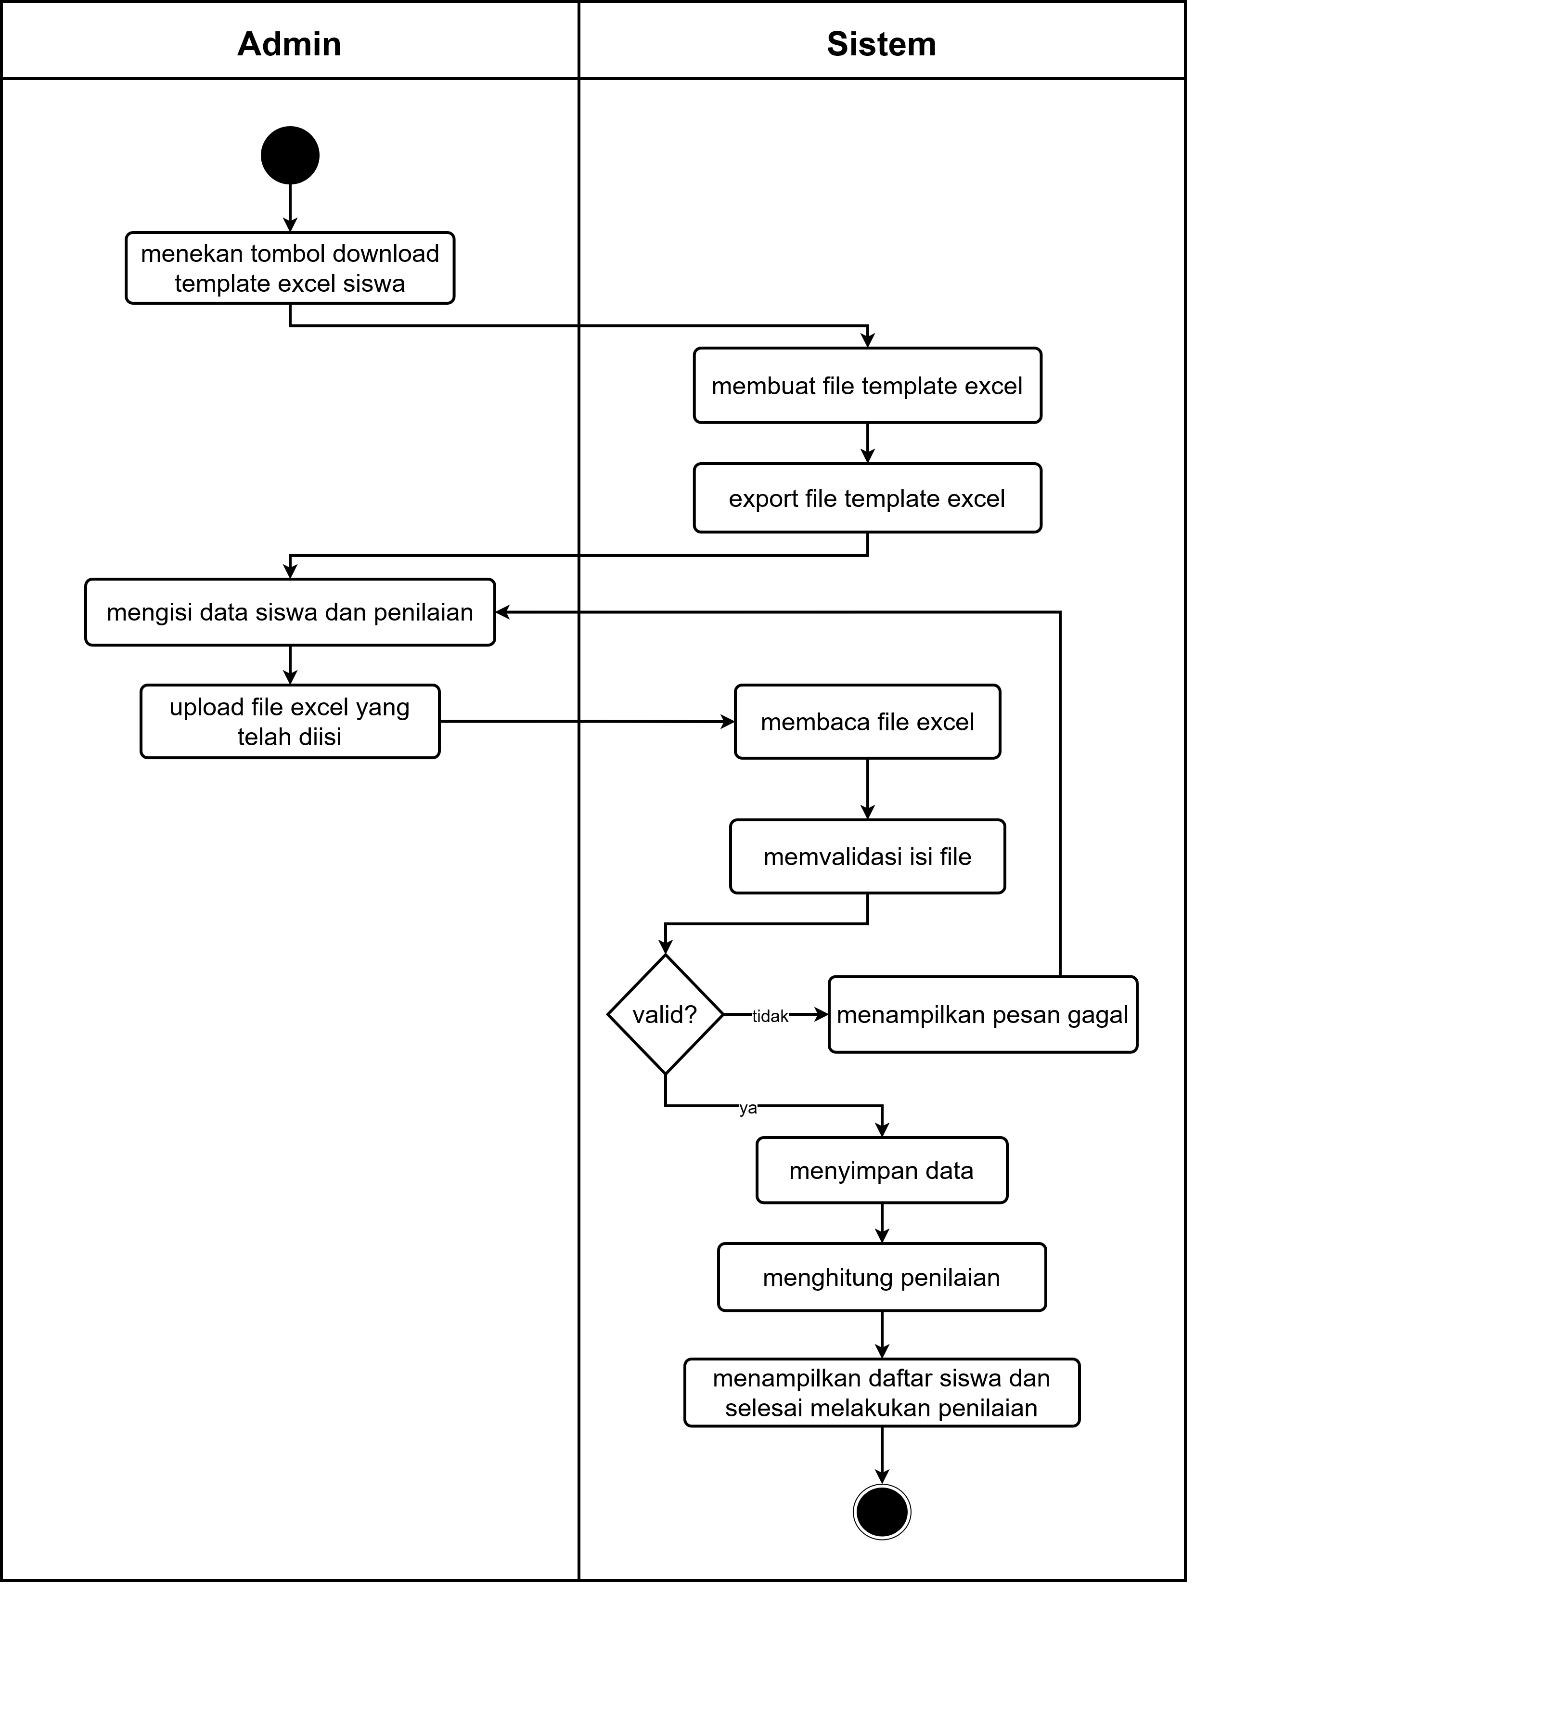 Admin
Sistem
menekan tombol download
template excel siswa
membuat file template excel
export file template excel
mengisi data siswa dan penilaian
upload file excel yang
telah diisi
membaca file excel
memvalidasi isi file
valid?
tidak
menampilkan pesan gagal
ya
menyimpan data
menghitung penilaian
menampilkan daftar siswa dan
selesai melakukan penilaian